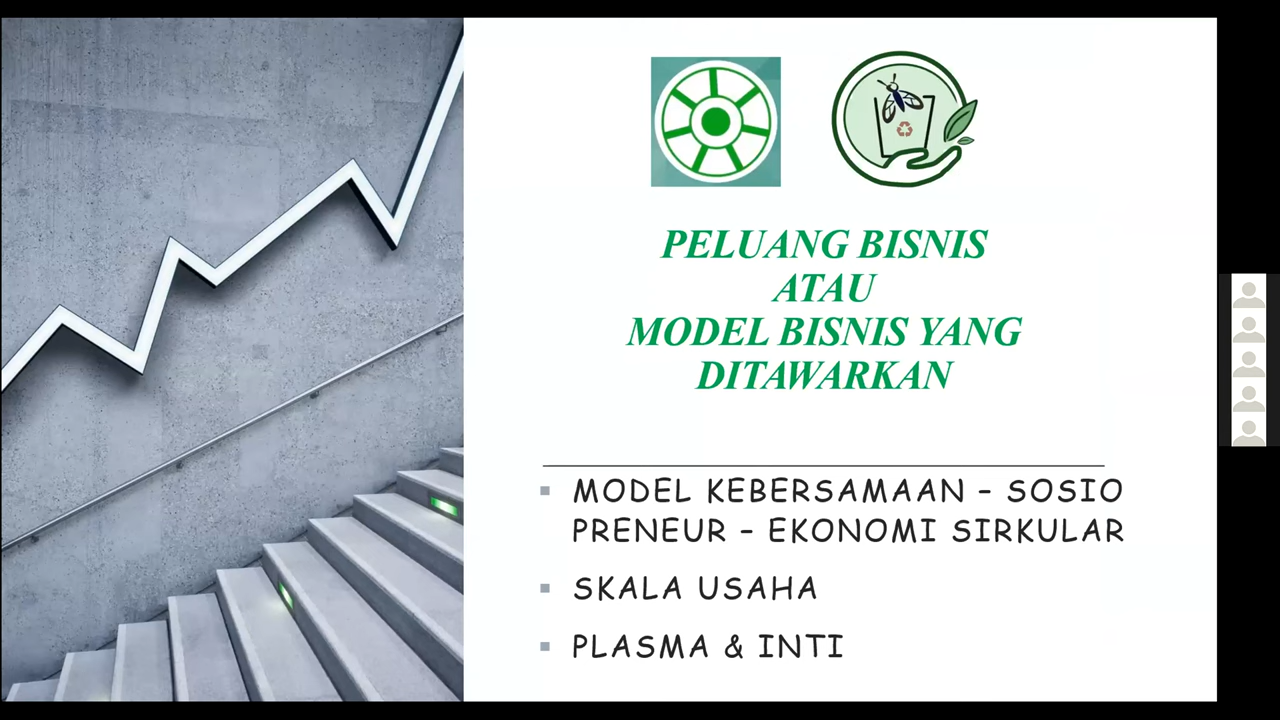 PELUANG BISNIS
ATAU
MODEL BISNIS YANG
DITAWARKAN
▪ MODEL KEBERSAMAAN – SOSIO
PRENEUR – EKONOMI SIRKULAR
▪ SKALA USAHA
▪ PLASMA & INTI